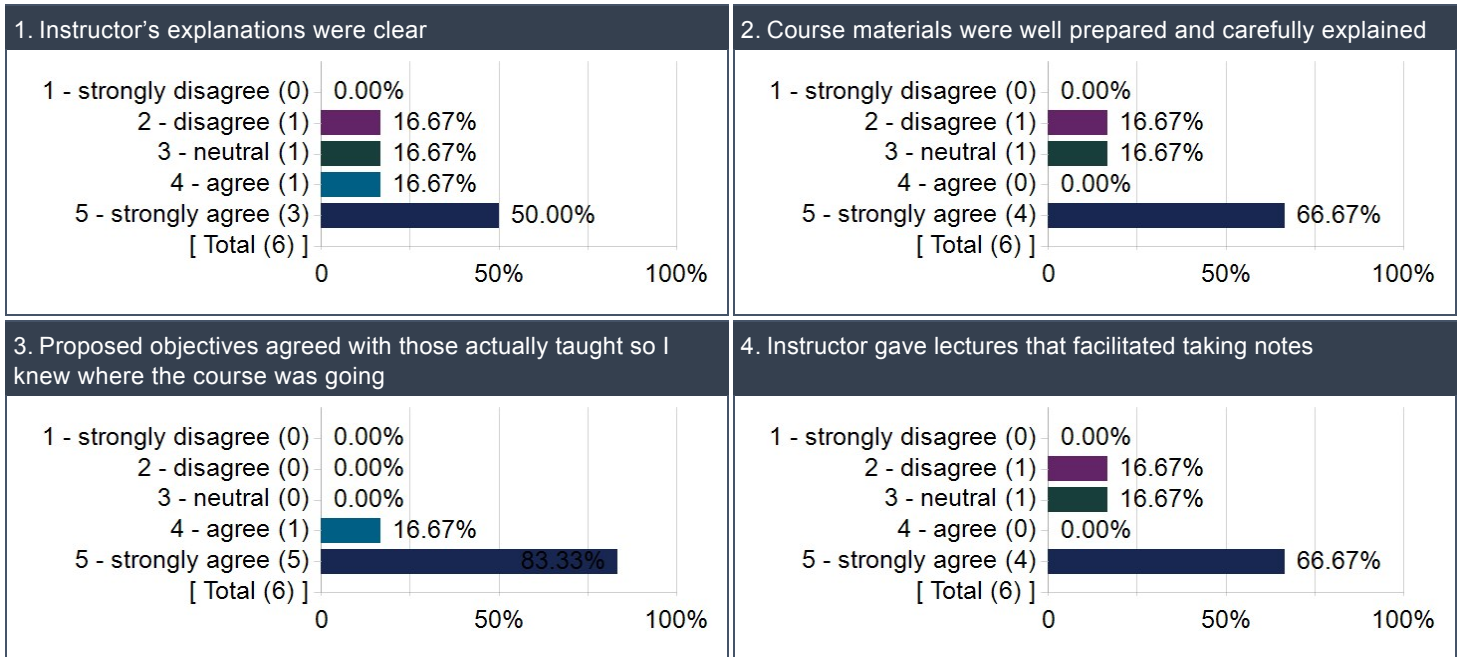 1. Instructor’s explanations were clear
1 - strongly disagree (0) 0.00%
2 - disagree (1) 16.67%
3 - neutral (1) 16.67%
4 - agree (1) 16.67%
5 - strongly agree (3) 50.00%
[ Total (6) ]
0 50% 100%
2. Course materials were well prepared and carefully explained
1 - strongly disagree (0) 0.00%
2 - disagree (1) 16.67%
3 - neutral (1) 16.67%
4 - agree (0) 0.00%
5 - strongly agree (4) 66.67%
[ Total (6) ]
0 50% 100%
3. Proposed objectives agreed with those actually taught so I
knew where the course was going
1 - strongly disagree (0) 0.00%
2 - disagree (0) 0.00%
3 - neutral (0) 0.00%
4 - agree (1) 16.67%
5 - strongly agree (5) 83.33%
[ Total (6) ]
0 50% 100%
4. Instructor gave lectures that facilitated taking notes
1 - strongly disagree (0) 0.00%
2 - disagree (1) 16.67%
3 - neutral (1) 16.67%
4 - agree (0) 0.00%
5 - strongly agree (4) 66.67%
[ Total (6) ]
0 50% 100%